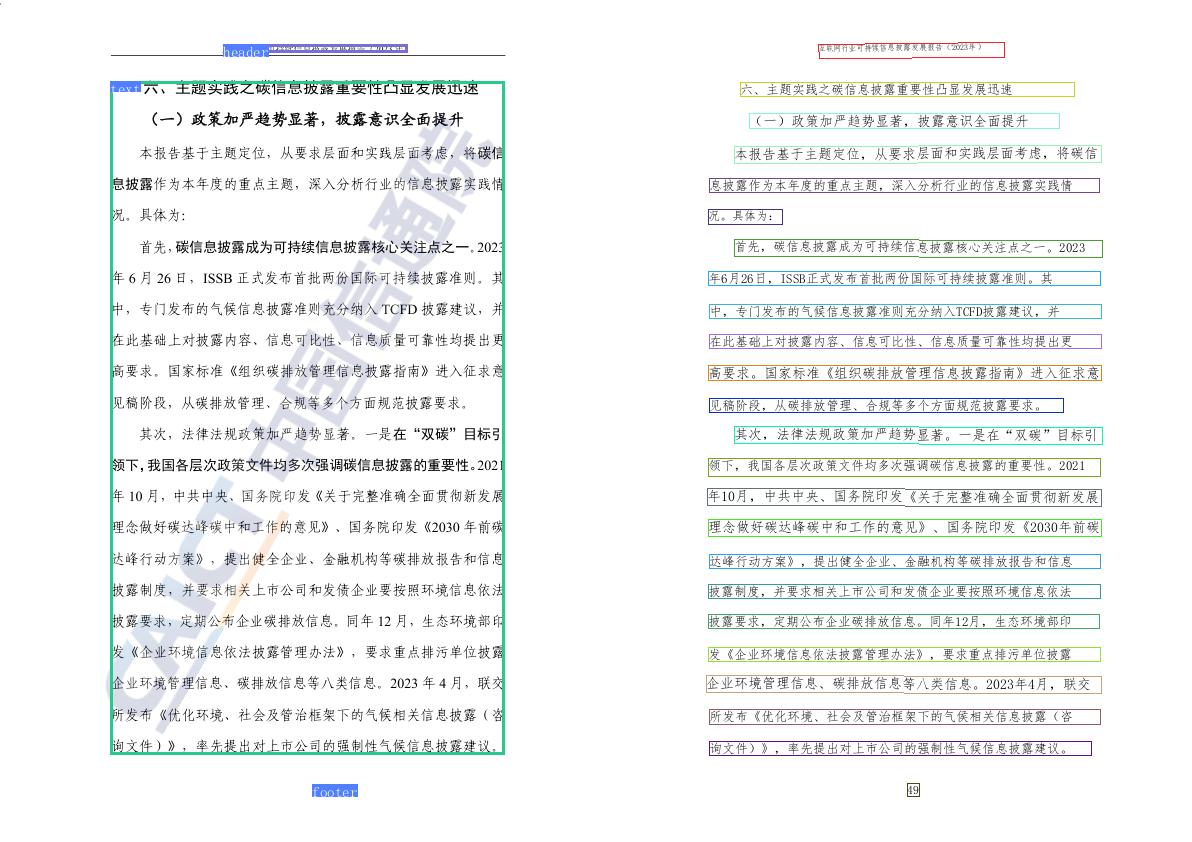 header
text
六、主题实践之碳信息披露重要性凸显发展迅速
（一）政策加严趋势显著，披露意识全面提升
本报告基于主题定位，从要求层面和实践层面考虑，将碳信
息披露作为本年度的重点主题，深入分析行业的信息披露实践情
况。具体为：
首先，碳信息披露成为可持续信息披露核心关注点之一。2023
年 6 月 26 日，ISSB 正式发布首批两份国际可持续披露准则。其
中，专门发布的气候信息披露准则充分纳入 TCFD 披露建议，并
在此基础上对披露内容、信息可比性、信息质量可靠性均提出更
高要求。国家标准《组织碳排放管理信息披露指南》进入征求意
见稿阶段，从碳排放管理、合规等多个方面规范披露要求。
其次，法律法规政策加严趋势显著。一是在“双碳”目标引
领下，我国各层次政策文件均多次强调碳信息披露的重要性。2021
年 10 月，中共中央、国务院印发《关于完整准确全面贯彻新发展
理念做好碳达峰碳中和工作的意见》、国务院印发《2030 年前碳
达峰行动方案》，提出健全企业、金融机构等碳排放报告和信息
披露制度，并要求相关上市公司和发债企业要按照环境信息依法
披露要求，定期公布企业碳排放信息。同年 12 月，生态环境部印
发《企业环境信息依法披露管理办法》，要求重点排污单位披露
企业环境管理信息、碳排放信息等八类信息。2023 年 4 月，联交
所发布《优化环境、社会及管治框架下的气候相关信息披露（咨
询文件）》，率先提出对上市公司的强制性气候信息披露建议。
CAICT 中国信通院
footer
互联网行业可持续信息披露发展报告（2023年）
六、主题实践之碳信息披露重要性凸显发展迅速
（一）政策加严趋势显著，披露意识全面提升
本报告基于主题定位，从要求层面和实践层面考虑，将碳信
息披露作为本年度的重点主题，深入分析行业的信息披露实践情
况。具体为：
首先，碳信息披露成为可持续信息披露核心关注点之一。2023
年6月26日，ISSB正式发布首批两份国际可持续披露准则。其
中，专门发布的气候信息披露准则充分纳入TCFD披露建议，并
在此基础上对披露内容、信息可比性、信息质量可靠性均提出更
高要求。国家标准《组织碳排放管理信息披露指南》进入征求意
见稿阶段，从碳排放管理、合规等多个方面规范披露要求。
其次，法律法规政策加严趋势显著。一是在“双碳”目标引
领下，我国各层次政策文件均多次强调碳信息披露的重要性。2021
年10月，中共中央、国务院印发《关于完整准确全面贯彻新发展
理念做好碳达峰碳中和工作的意见》、国务院印发《2030年前碳
达峰行动方案》，提出健全企业、金融机构等碳排放报告和信息
披露制度，并要求相关上市公司和发债企业要按照环境信息依法
披露要求，定期公布企业碳排放信息。同年12月，生态环境部印
发《企业环境信息依法披露管理办法》，要求重点排污单位披露
企业环境管理信息、碳排放信息等八类信息。2023年4月，联交
所发布《优化环境、社会及管治框架下的气候相关信息披露（咨
询文件）》，率先提出对上市公司的强制性气候信息披露建议。
49